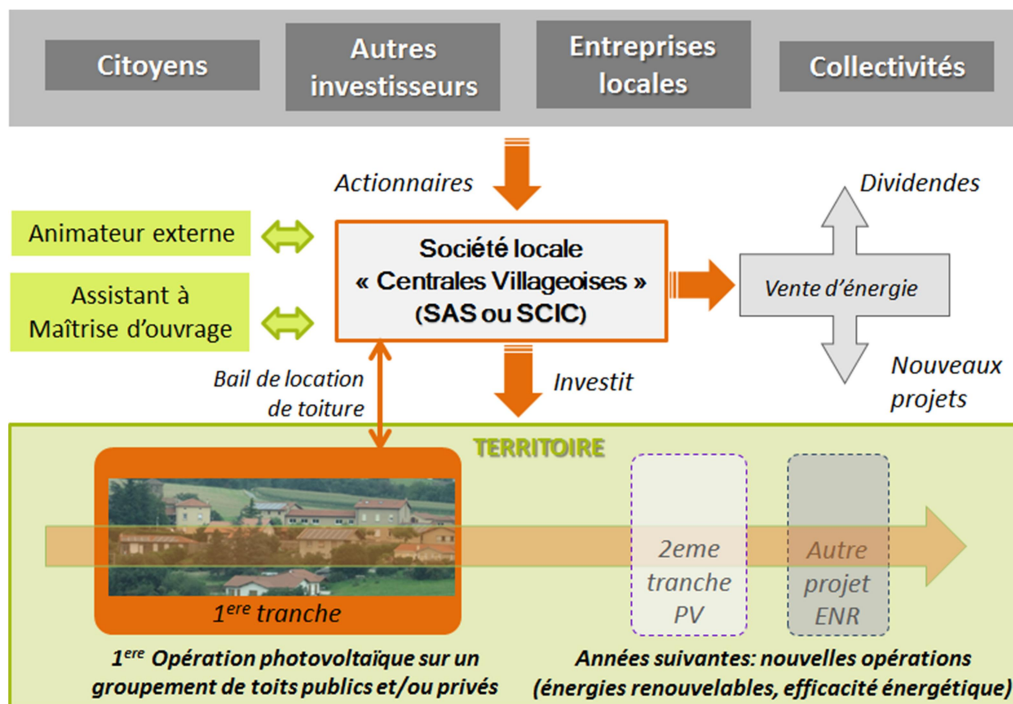 Citoyens
Autres
investisseurs
Entreprises
locales
Collectivités
Actionnaires
Dividendes
Animateur externe
Société locale
« Centrales Villageoises »
(SAS ou SCIC)
Vente d'énergie
Assistant à
Maîtrise d'ouvrage
Bail de location
de toiture
Investit
Nouveaux
projets
TERRITOIRE
1ere tranche
2eme
tranche
PV
Autre
projet
ENR
1ere Opération photovoltaïque sur un
groupement de toits publics et/ou privés
Années suivantes: nouvelles opérations
(énergies renouvelables, efficacité énergétique)